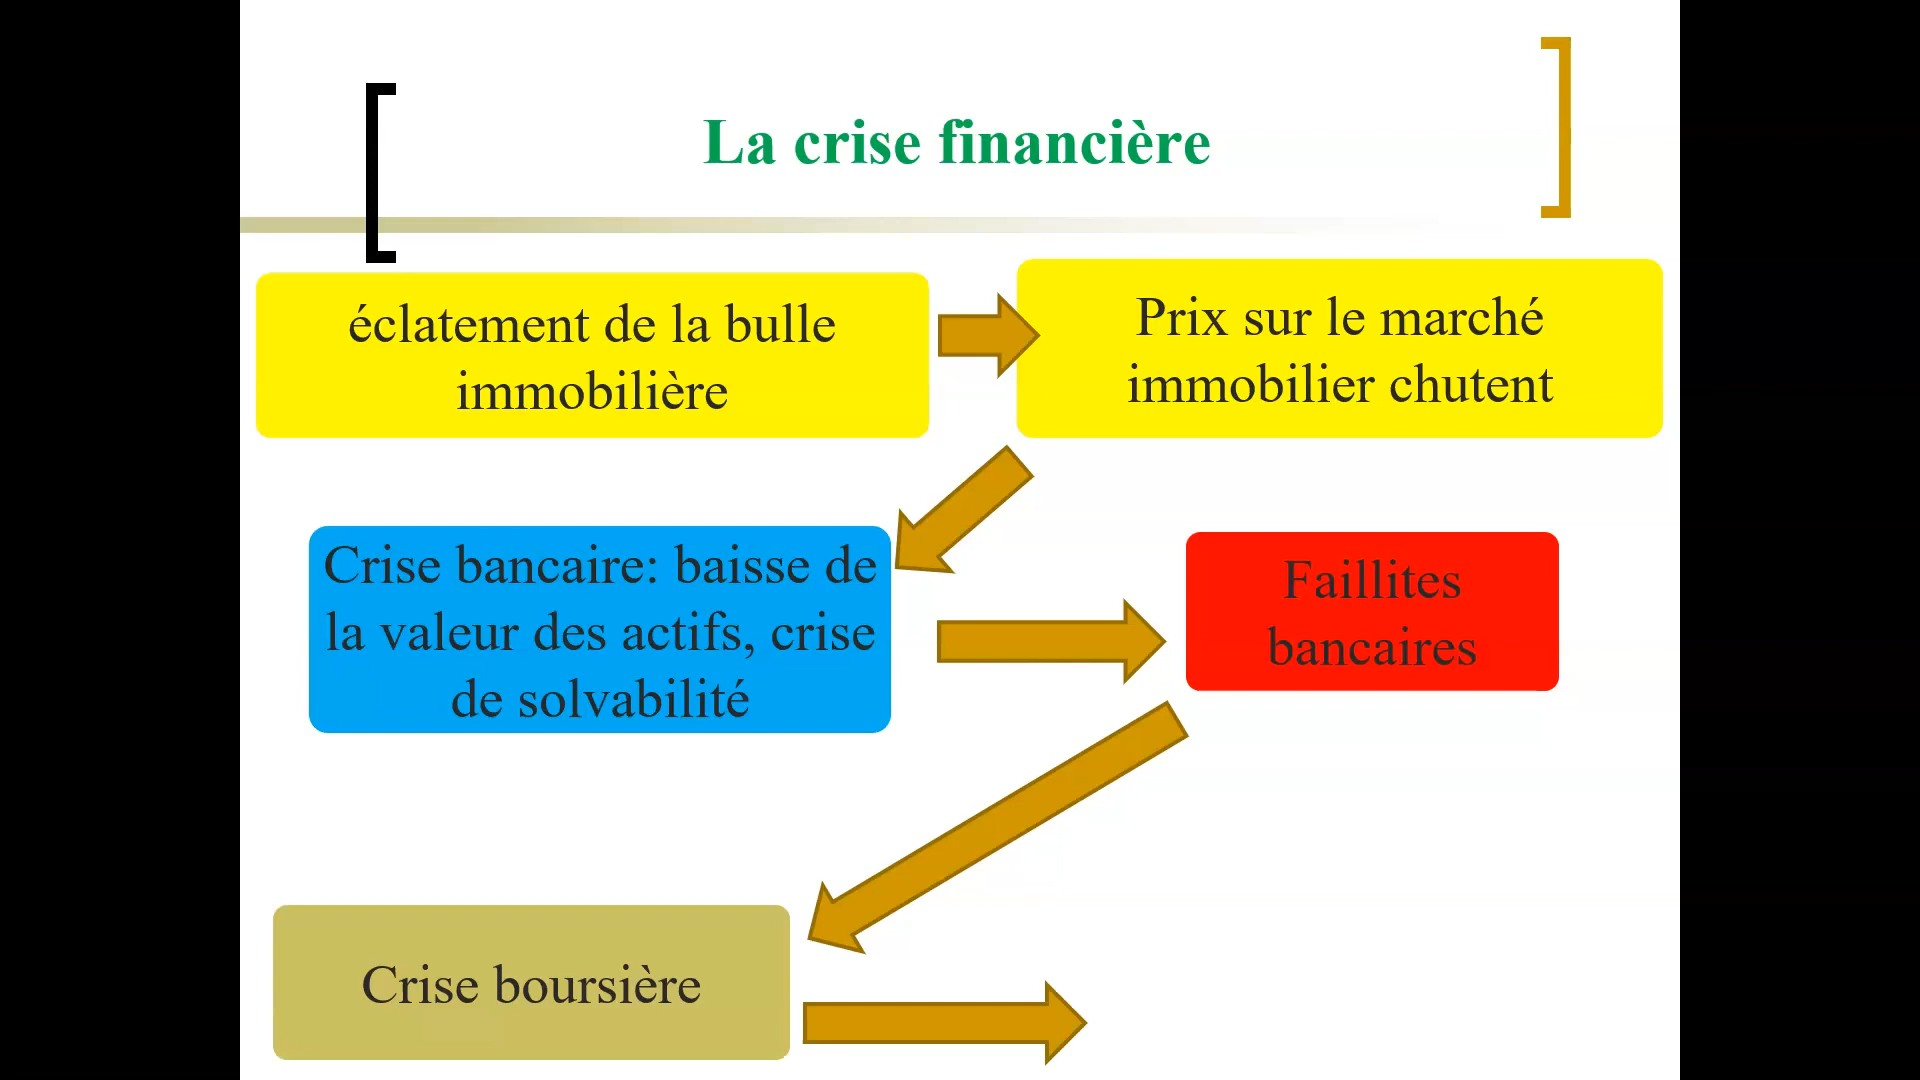 La crise financière
éclatement de la bulle
immobilière
Prix sur le marché
immobilier chutent
Crise bancaire: baisse de
la valeur des actifs, crise
de solvabilité
Faillites
bancaires
Crise boursière